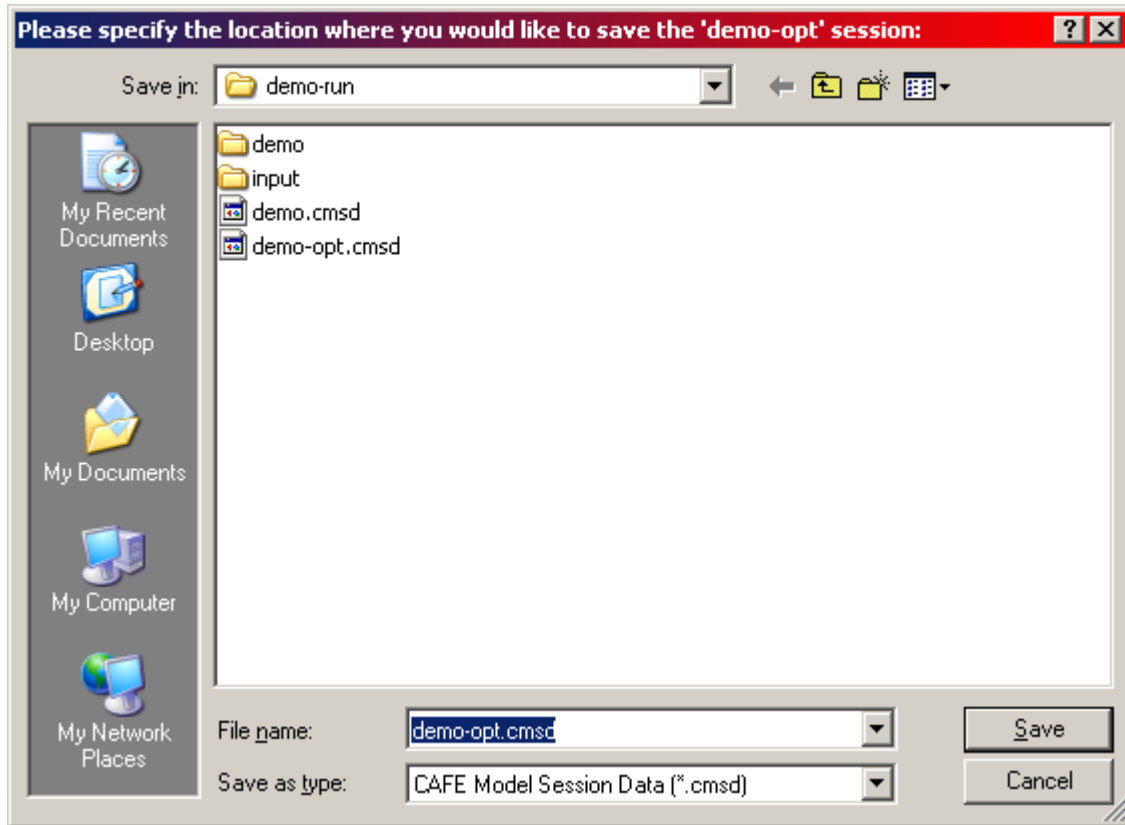 Please specify the location where you would like to save the 'demo-opt' session:
Save in:
demo-run
My Recent
Documents
Desktop
My Documents
My Computer
My Network
Places
demo
input
demo.cmsd
demo-opt.cmsd
File name:
demo-opt.cmsd
Save
Save as type:
CAFE Model Session Data (*.cmsd)
Cancel